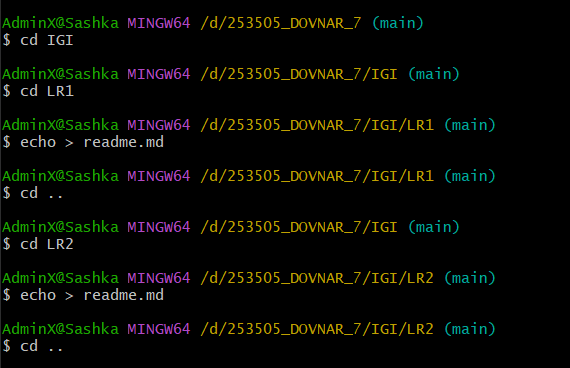 AdminX@Sashka MINGW64 /d/253505_DOVNAR_7 (main)
$ cd IGI
AdminX@Sashka MINGW64 /d/253505_DOVNAR_7/IGI (main)
$ cd LR1
AdminX@Sashka MINGW64 /d/253505_DOVNAR_7/IGI/LR1 (main)
$ echo > readme.md
AdminX@Sashka MINGW64 /d/253505_DOVNAR_7/IGI/LR1 (main)
$ cd ..
AdminX@Sashka MINGW64 /d/253505_DOVNAR_7/IGI (main)
$ cd LR2
AdminX@Sashka MINGW64 /d/253505_DOVNAR_7/IGI/LR2 (main)
$ echo > readme.md
AdminX@Sashka MINGW64 /d/253505_DOVNAR_7/IGI/LR2 (main)
$ cd ..